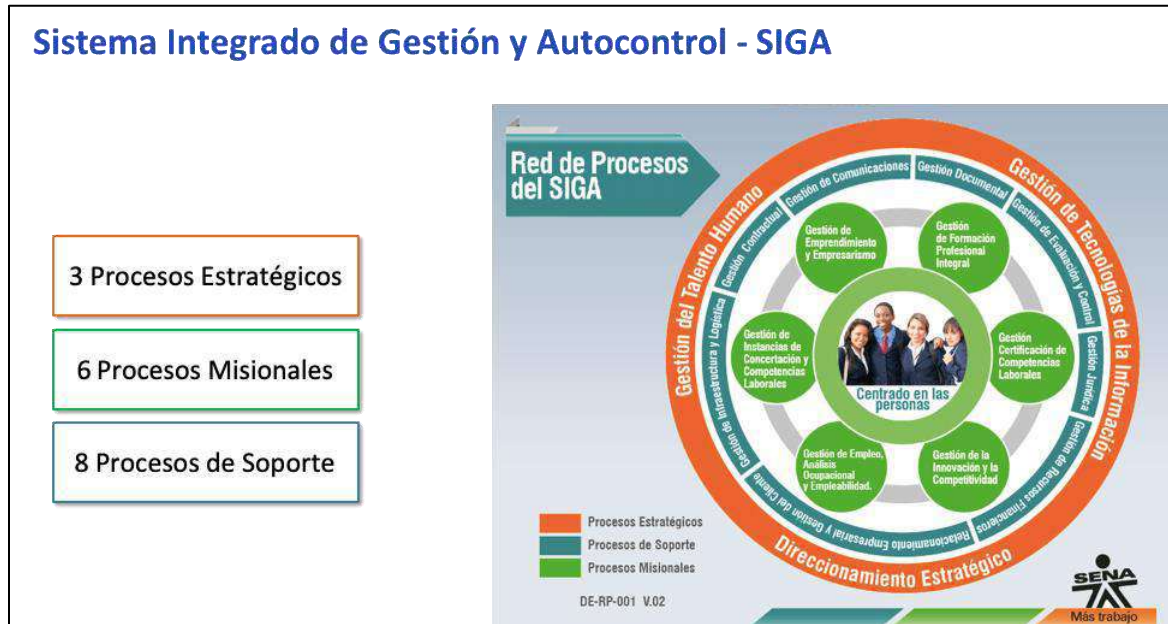 Sistema Integrado de Gestión y Autocontrol - SIGA
3 Procesos Estratégicos
6 Procesos Misionales
8 Procesos de Soporte
Red de Procesos
del SIGA
Gestión del Talento Humano
Gestión de Tecnologías de la Información
Direccionamiento Estratégico
Gestión de Comunicaciones
Gestión Documental
Gestión de Evaluación y Control
Gestión Jurídica
Gestión de Recursos Financieros
Relacionamiento Empresarial y Gestión del Cliente
Gestión de Infraestructura y Logística
Gestión Contractual
Gestión de
Emprendimiento
y Empresarismo
Gestión
de Formación
Profesional
Integral
Gestión de
Instancias de
Concertación y
Competencias
Laborales
Gestión
Certificación de
Competencias
Laborales
Centrado en las
personas
Gestión de Empleo,
Análisis
Ocupacional
y Empleabilidad.
Gestión de la
Innovación y la
Competitividad
Procesos Estratégicos
Procesos de Soporte
Procesos Misionales
DE-RP-001 V.02
SENA
Más trabajo